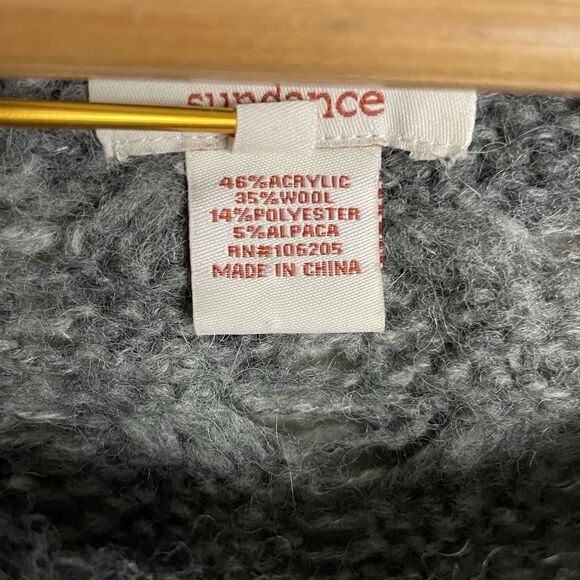 sundance
46%ACRYLIC
35%WOOL
14%POLYESTER
5%ALPACA
RN#106205
MADE IN CHINA